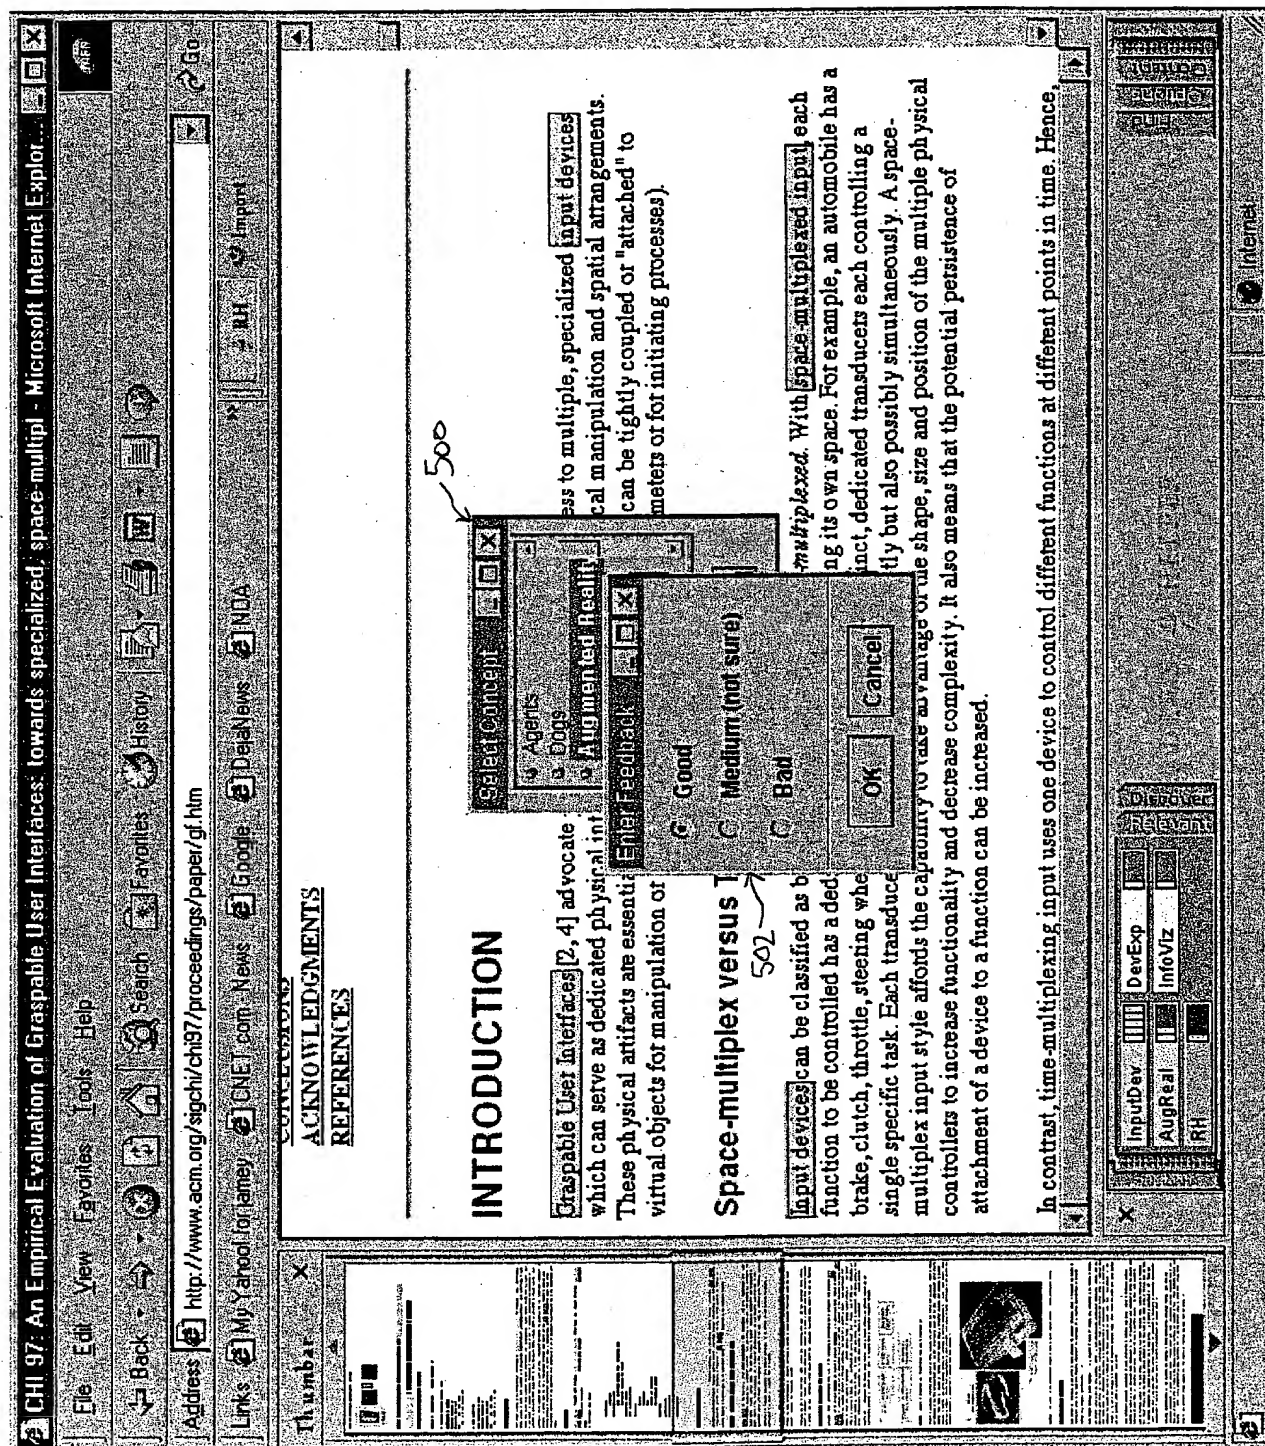 CHI 97: An Empirical Evaluation of Graspable User Interfaces: towards specialized, space-multipl - Microsoft Internet Explor...
File Edit View Favorites Tools Help
Back Search Favorites History
Address http://www.acm.org/sigchi/chi97/proceedings/paper/gf.htm Go
Links My Yahoo! for jamey CNET.com News Google DejaNews NDA » RH Import
Thumbar
CONCLUSIONS
ACKNOWLEDGMENTS
REFERENCES
INTRODUCTION
Graspable User Interfaces [2, 4] advocate ess to multiple, specialized input devices
which can serve as dedicated physical int cal manipulation and spatial arrangements.
These physical artifacts are essentia can be tightly coupled or "attached" to
virtual objects for manipulation or meters or for initiating processes).
500
Select Concept
Agents
Dogs
Augmented Realit
Enter Feedback
Good
Medium (not sure)
Bad
OK Cancel
502
Space-multiplex versus T
Input devices can be classified as b -multiplexed. With space-multiplexed input, each
function to be controlled has a ded ng its own space. For example, an automobile has a
brake, clutch, throttle, steering whe inct, dedicated transducers each controlling a
single specific task. Each transduce tly but also possibly simultaneously. A space-
multiplex input style affords the capability to take advantage of the shape, size and position of the multiple physical
controllers to increase functionality and decrease complexity. It also means that the potential persistence of
attachment of a device to a function can be increased.
In contrast, time-multiplexing input uses one device to control different functions at different points in time. Hence,
InputDev DevExp
AugReal InfoViz
RH
Relevant
Discover
Find
Options
Internet